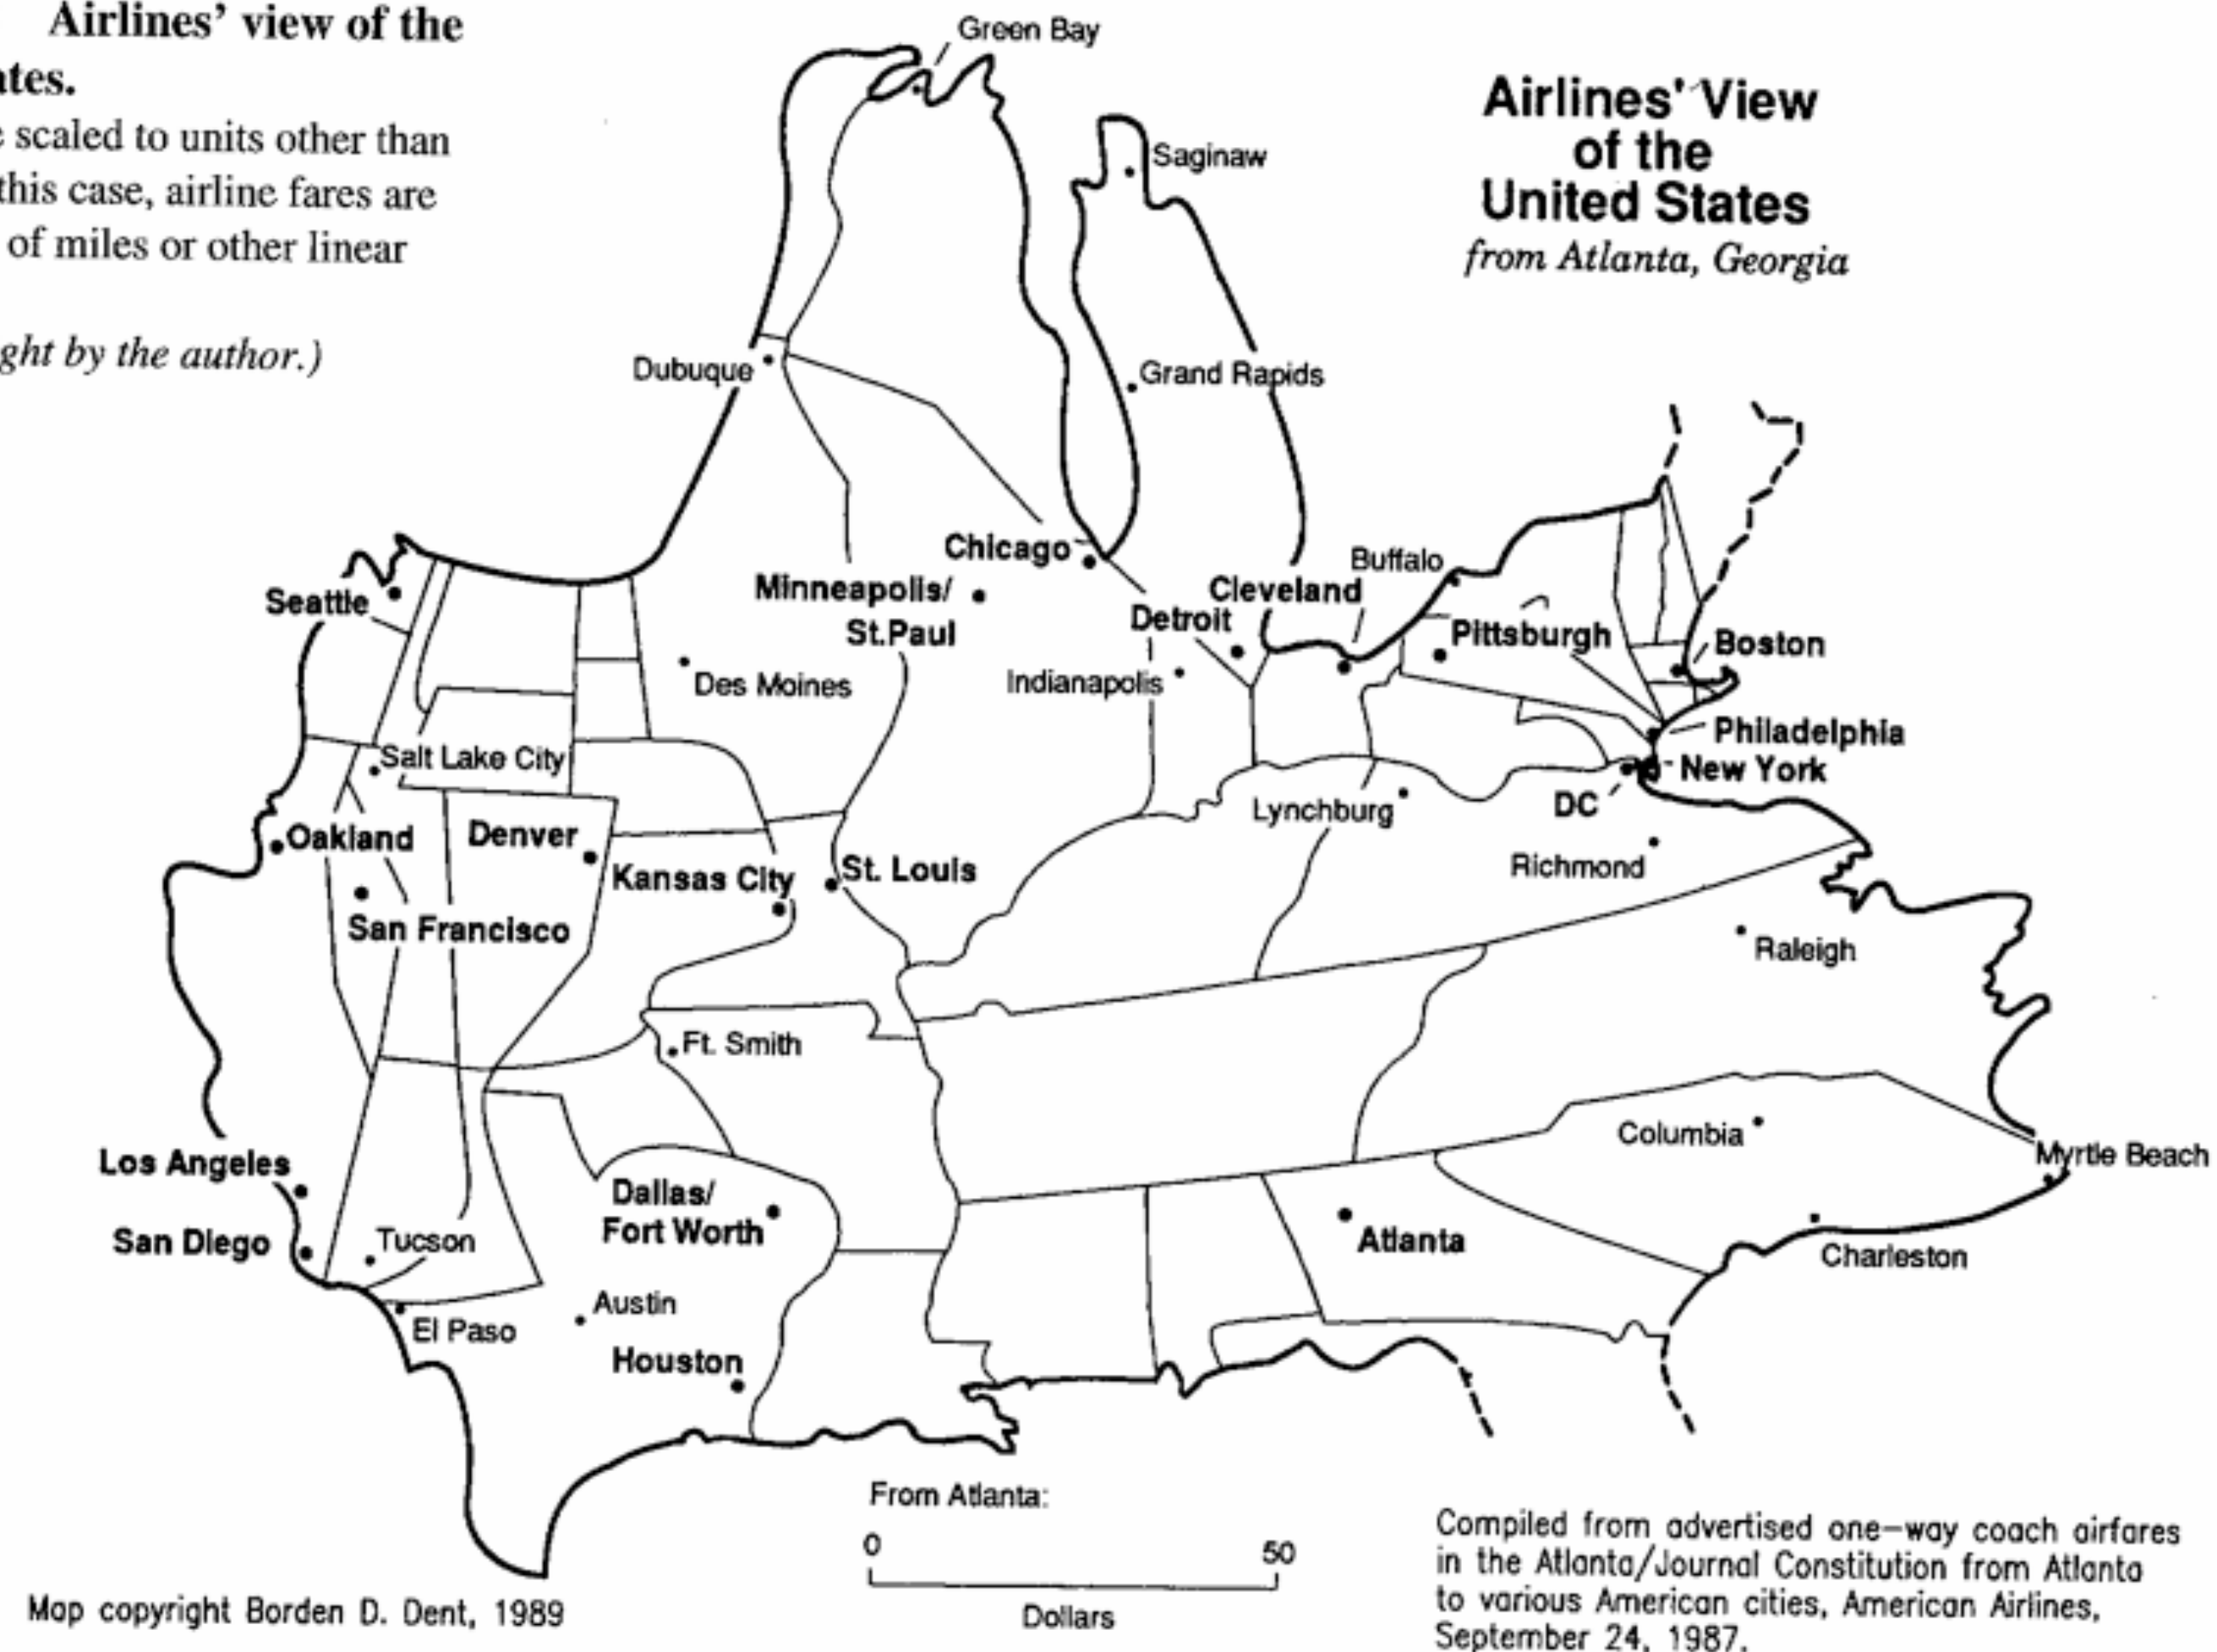 Airlines' view of the
ates.
e scaled to units other than
this case, airline fares are
of miles or other linear
ght by the author.)
Airlines' View
of the
United States
from Atlanta, Georgia
Green Bay
Saginaw
Dubuque
Grand Rapids
Chicago
Buffalo
Seattle
Minneapolis/
St.Paul
Cleveland
Detroit
Pittsburgh
Boston
Des Moines
Indianapolis
Philadelphia
Salt Lake City
New York
Lynchburg
DC
Oakland
Denver
Richmond
Kansas City
St. Louis
San Francisco
Raleigh
Ft. Smith
Columbia
Myrtle Beach
Los Angeles
Dallas/
Fort Worth
San Diego
Tucson
Atlanta
Charleston
Austin
El Paso
Houston
From Atlanta:
0 50
Dollars
Compiled from advertised one-way coach airfares
in the Atlanta/Journal Constitution from Atlanta
to various American cities, American Airlines,
September 24, 1987.
Map copyright Borden D. Dent, 1989